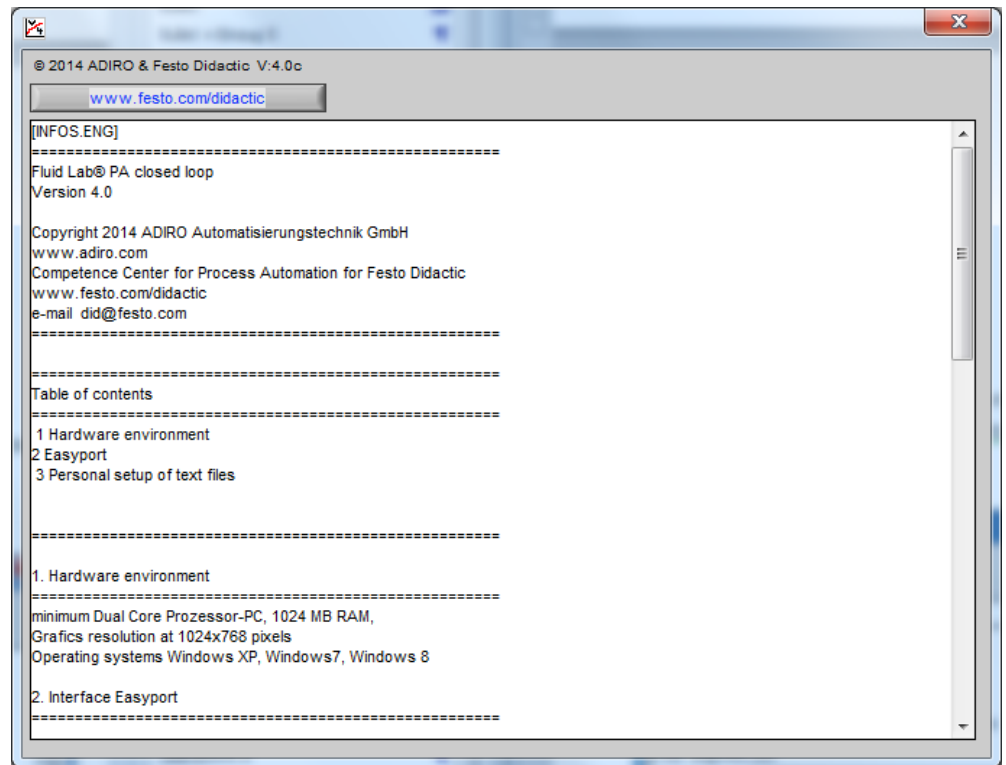 © 2014 ADIRO & Festo Didactic V:4.0c
www.festo.com/didactic
[INFOS.ENG]
======================================================
Fluid Lab® PA closed loop
Version 4.0
Copyright 2014 ADIRO Automatisierungstechnik GmbH
www.adiro.com
Competence Center for Process Automation for Festo Didactic
www.festo.com/didactic
e-mail did@festo.com
======================================================
======================================================
Table of contents
======================================================
1 Hardware environment
2 Easyport
3 Personal setup of text files
======================================================
1. Hardware environment
======================================================
minimum Dual Core Prozessor-PC, 1024 MB RAM,
Grafics resolution at 1024x768 pixels
Operating systems Windows XP, Windows7, Windows 8
2. Interface Easyport
======================================================